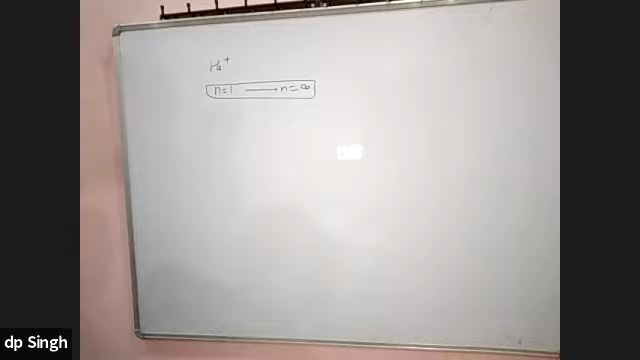 He+
n=1 → n=∞
dp Singh